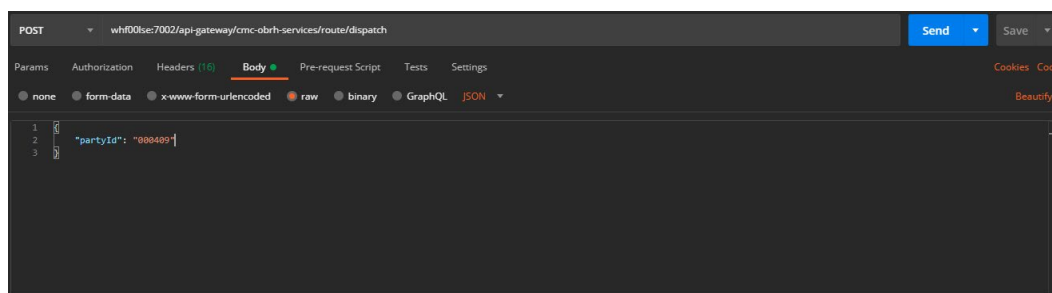 POST whf00lse:7002/api-gateway/cmc-obrh-services/route/dispatch Send Save
Params Authorization Headers (16) Body Pre-request Script Tests Settings Cookies Co
none form-data x-www-form-urlencoded raw binary GraphQL JSON Beautify
1 {
2 "partyId": "000409"
3 }